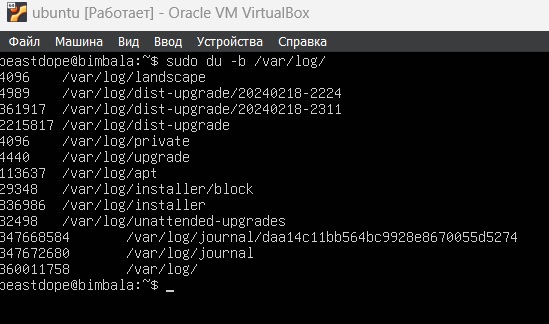 ubuntu [Работает] - Oracle VM VirtualBox
Файл Машина Вид Ввод Устройства Справка
beastdope@bimbala:~$ sudo du -b /var/log/
4096 /var/log/landscape
4989 /var/log/dist-upgrade/20240218-2224
361917 /var/log/dist-upgrade/20240218-2311
2215817 /var/log/dist-upgrade
4096 /var/log/private
4440 /var/log/upgrade
113637 /var/log/apt
29348 /var/log/installer/block
836986 /var/log/installer
32498 /var/log/unattended-upgrades
347668584 /var/log/journal/daa14c11bb564bc9928e8670055d5274
347672680 /var/log/journal
360011758 /var/log/
beastdope@bimbala:~$ _